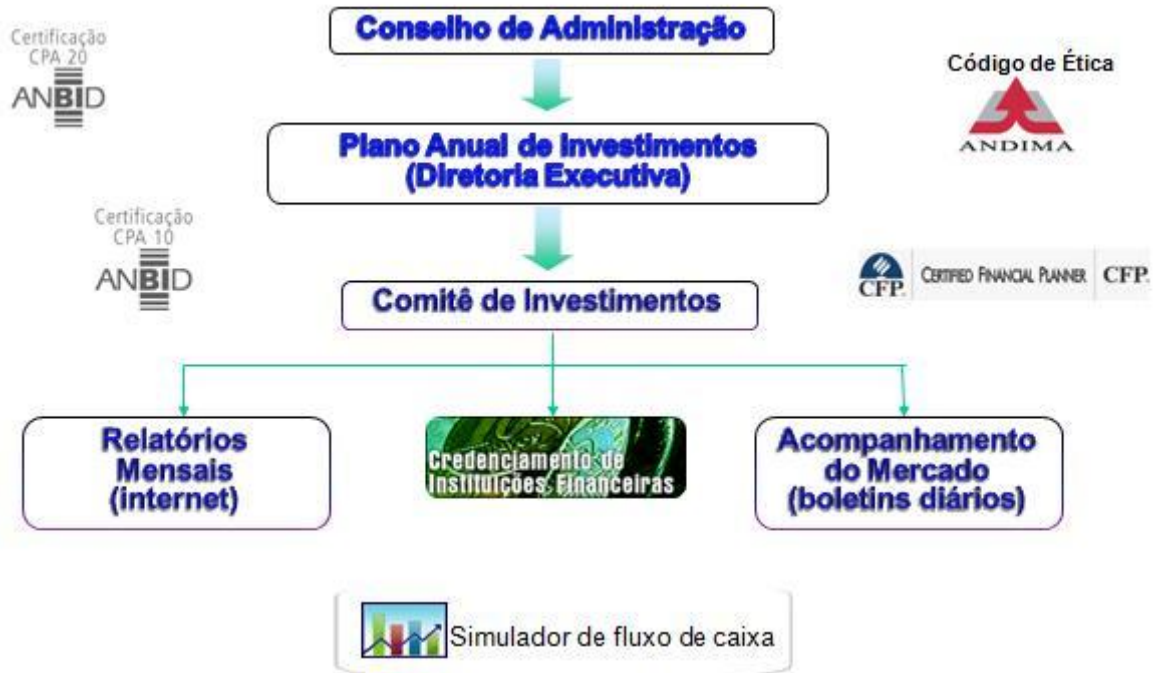 Conselho de Administração
Certificação
CPA 20
ANBID
Código de Ética
ANDIMA
Plano Anual de Investimentos
(Diretoria Executiva)
Certificação
CPA 10
ANBID
CFP.
CERTIFIED FINANCIAL PLANNER
CFP.
Comitê de Investimentos
Relatórios
Mensais
(internet)
Credenciamento de
Instituições Financeiras
Acompanhamento
do Mercado
(boletins diários)
Simulador de fluxo de caixa